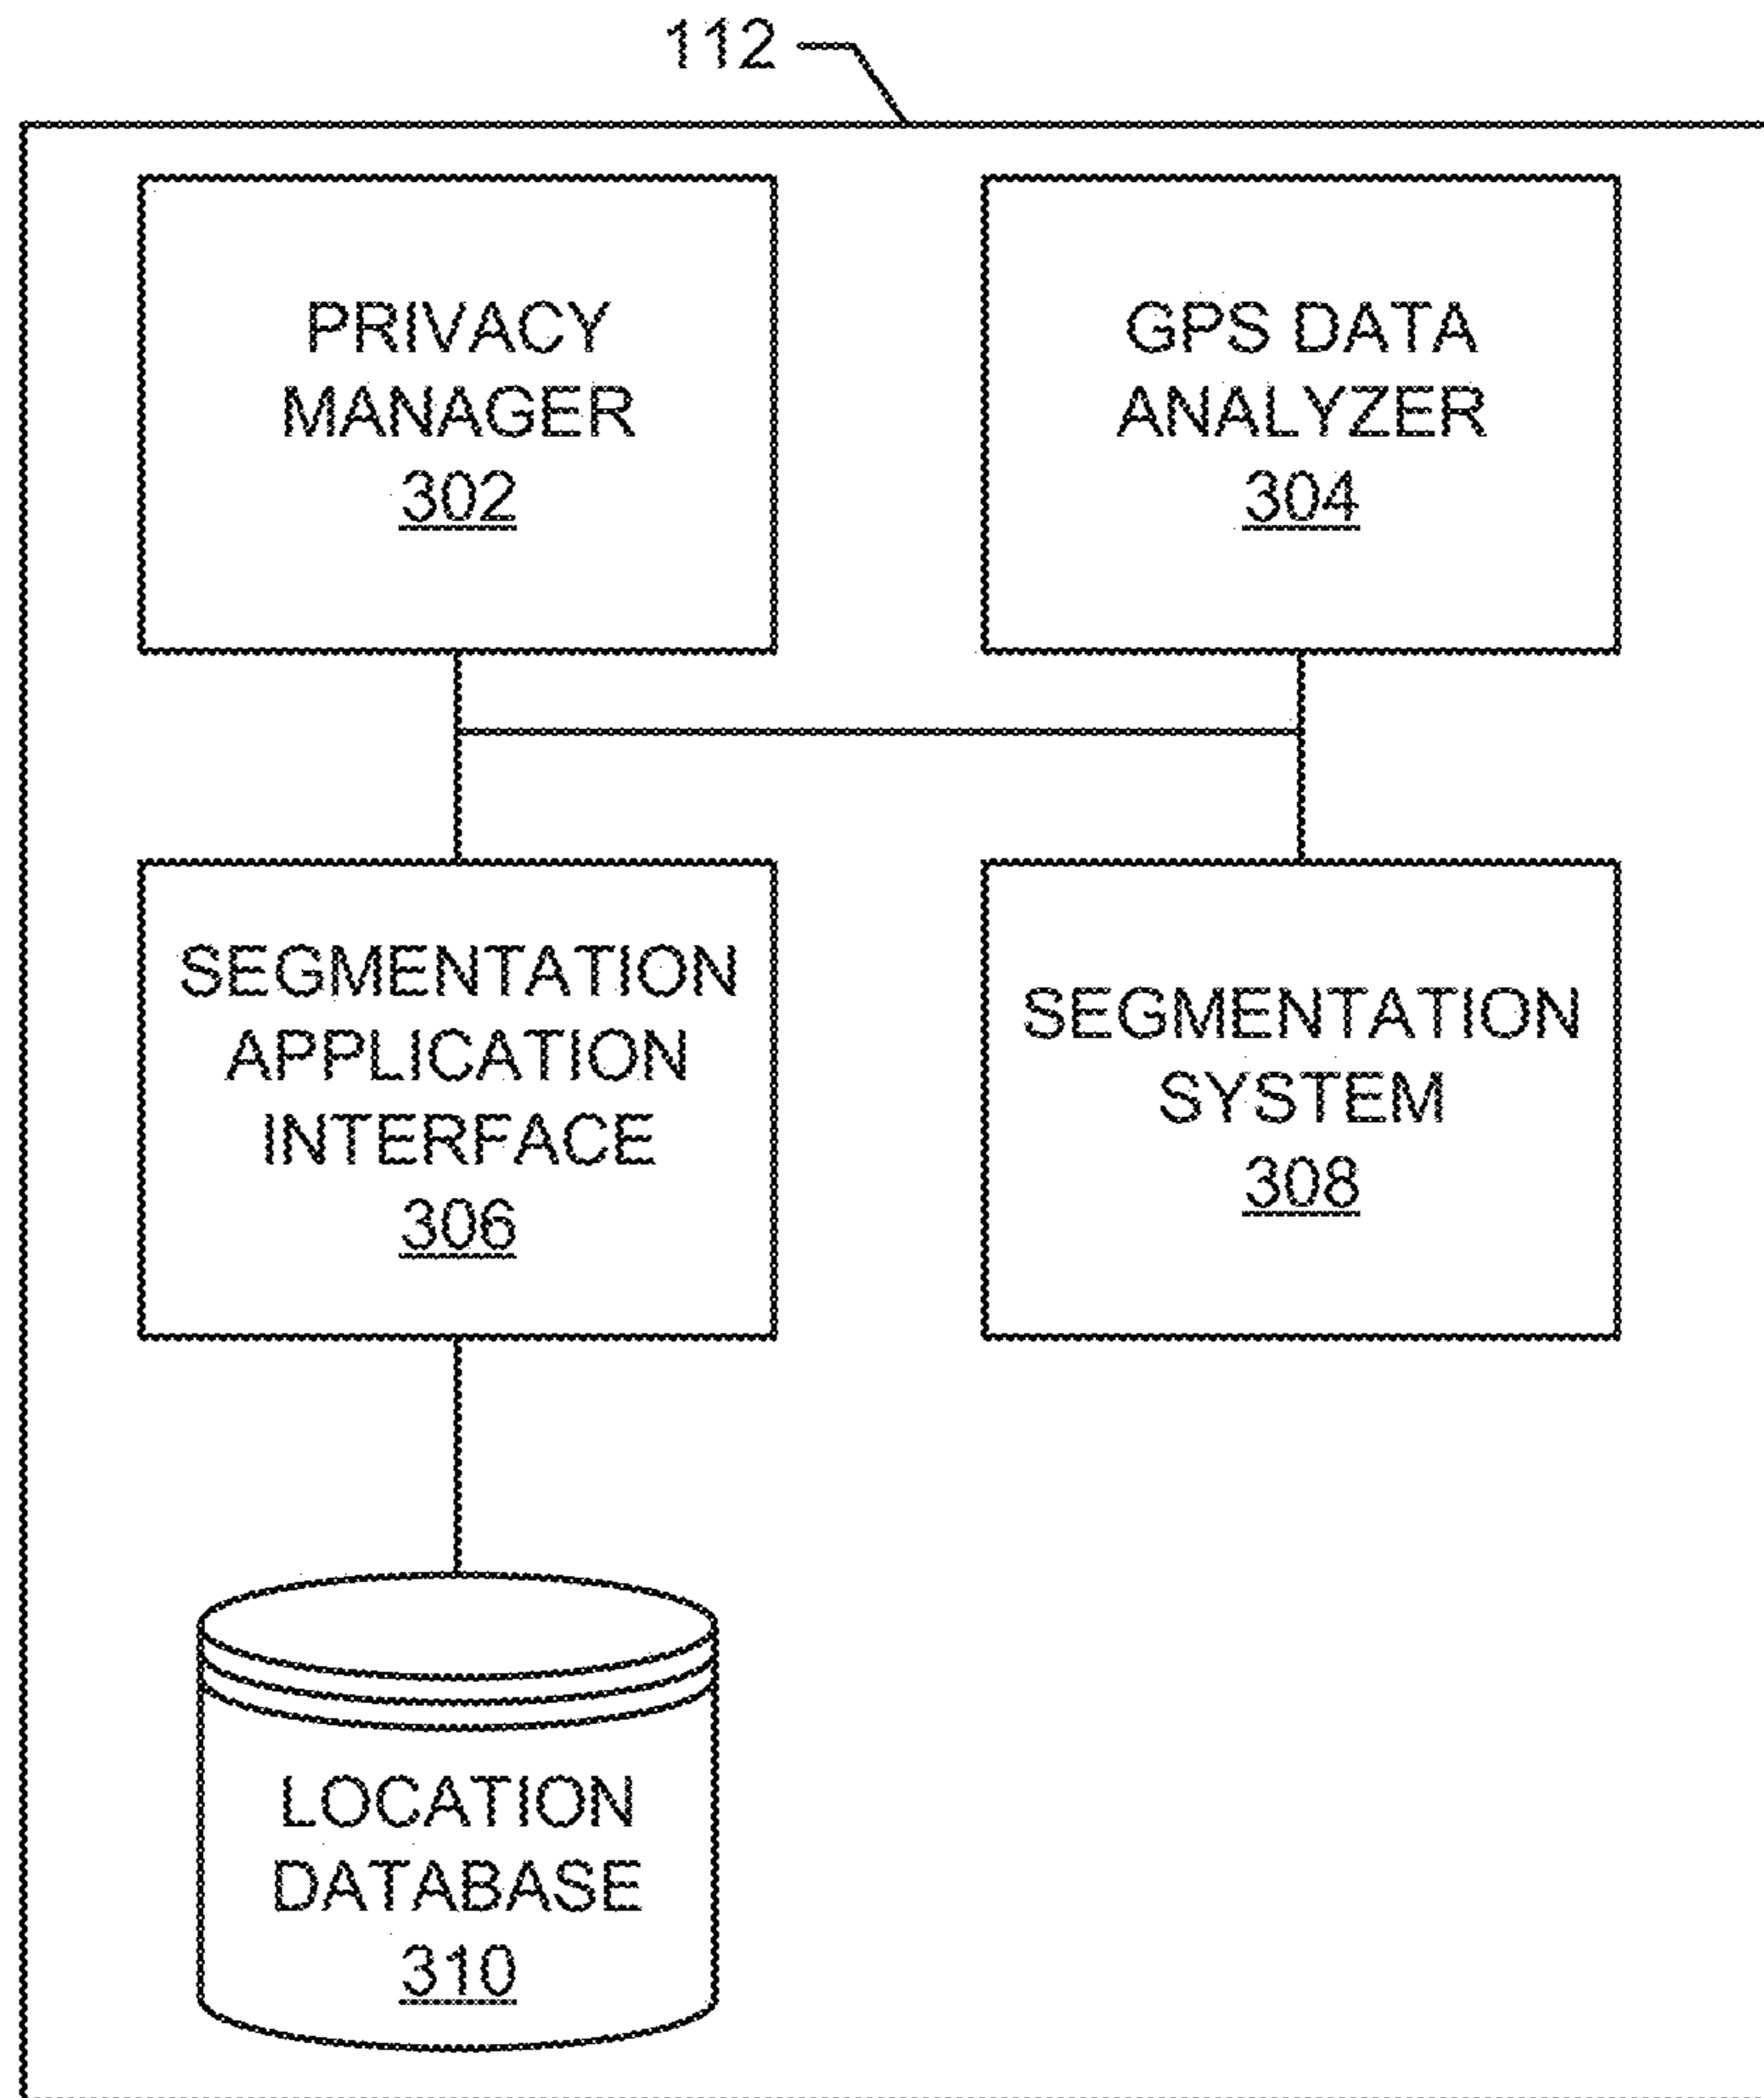 112
PRIVACY
MANAGER
302
GPS DATA
ANALYZER
304
SEGMENTATION
APPLICATION
INTERFACE
306
SEGMENTATION
SYSTEM
308
LOCATION
DATABASE
310